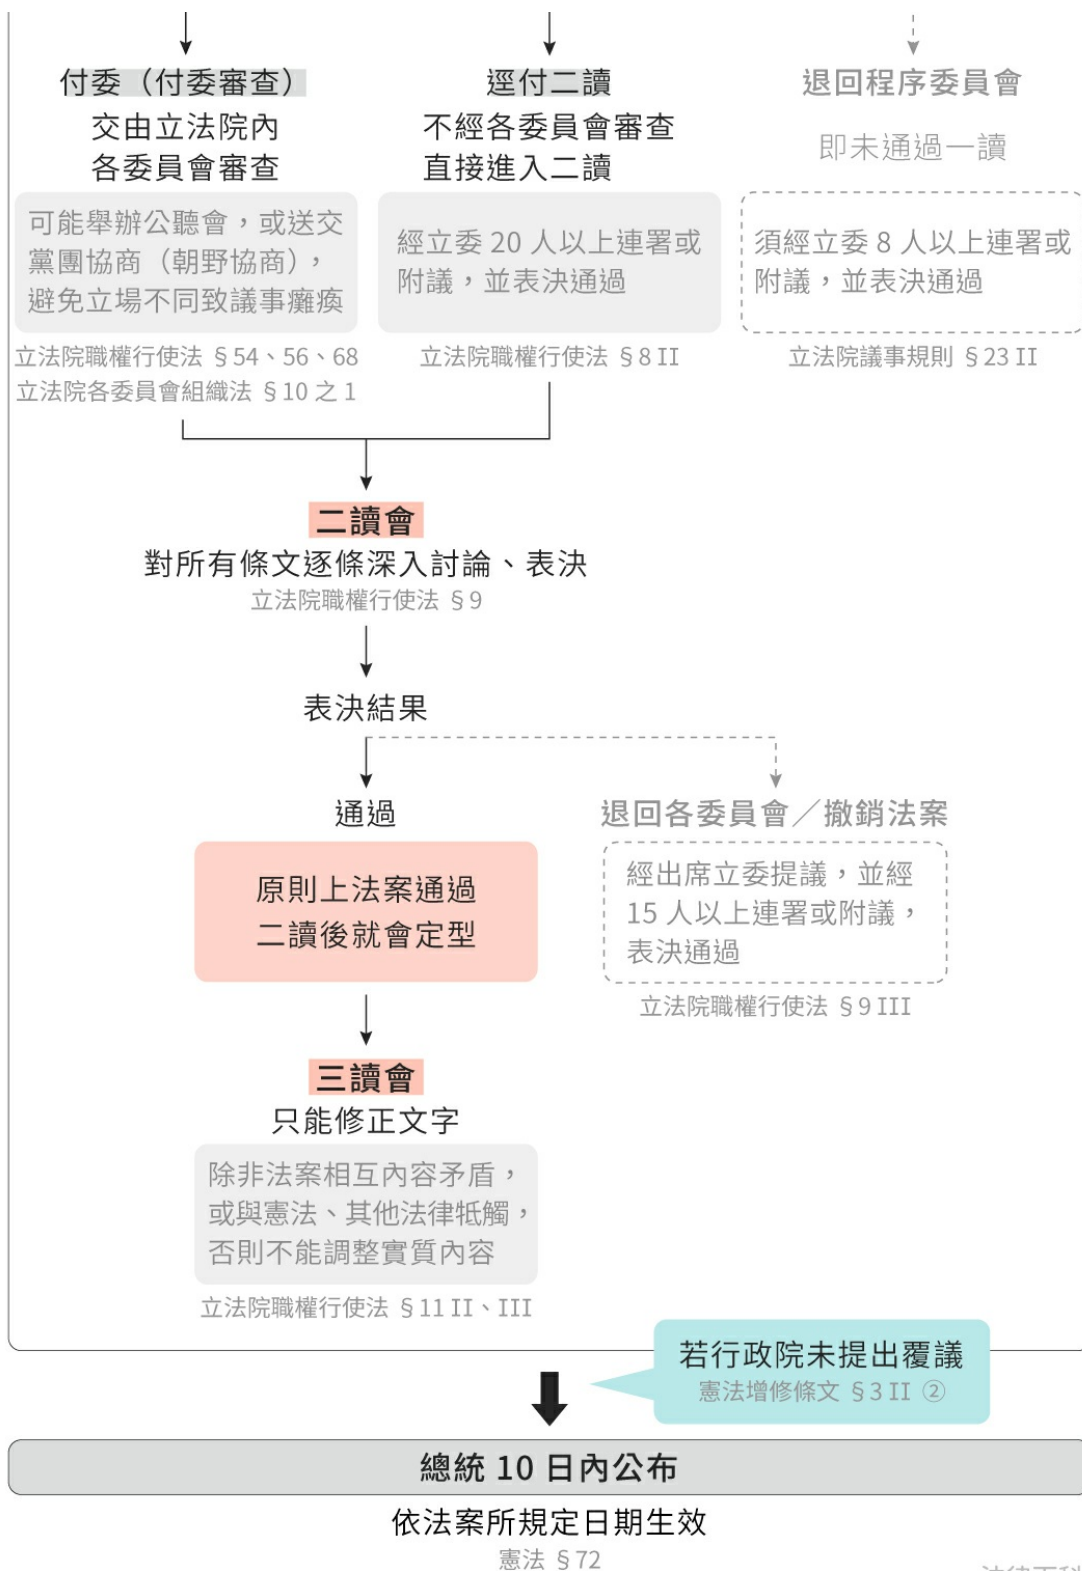 付委（付委審查）
交由立法院內
各委員會審查
可能舉辦公聽會，或送交
黨團協商（朝野協商），
避免立場不同致議事癱瘓
立法院職權行使法 §54、56、68
立法院各委員會組織法 §10 之 1
逕付二讀
不經各委員會審查
直接進入二讀
經立委 20 人以上連署或
附議，並表決通過
立法院職權行使法 §8 II
退回程序委員會
即未通過一讀
須經立委 8 人以上連署或
附議，並表決通過
立法院議事規則 §23 II
二讀會
對所有條文逐條深入討論、表決
立法院職權行使法 §9
表決結果
通過
原則上法案通過
二讀後就會定型
退回各委員會／撤銷法案
經出席立委提議，並經
15 人以上連署或附議，
表決通過
立法院職權行使法 §9 III
三讀會
只能修正文字
除非法案相互內容矛盾，
或與憲法、其他法律牴觸，
否則不能調整實質內容
立法院職權行使法 §11 II、III
若行政院未提出覆議
憲法增修條文 §3 II ②
總統 10 日內公布
依法案所規定日期生效
憲法 §72